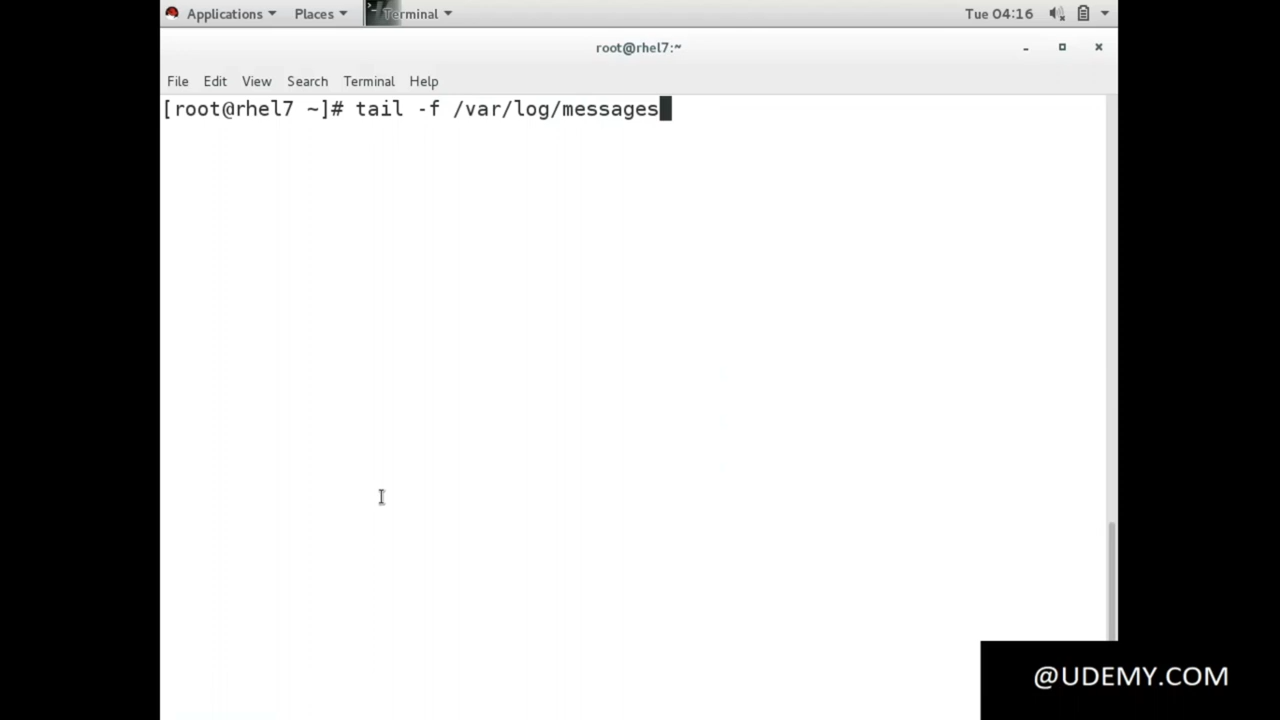 Applications Places Terminal Tue 04:16
root@rhel7:~
File Edit View Search Terminal Help
[root@rhel7 ~]# tail -f /var/log/messages
@UDEMY.COM